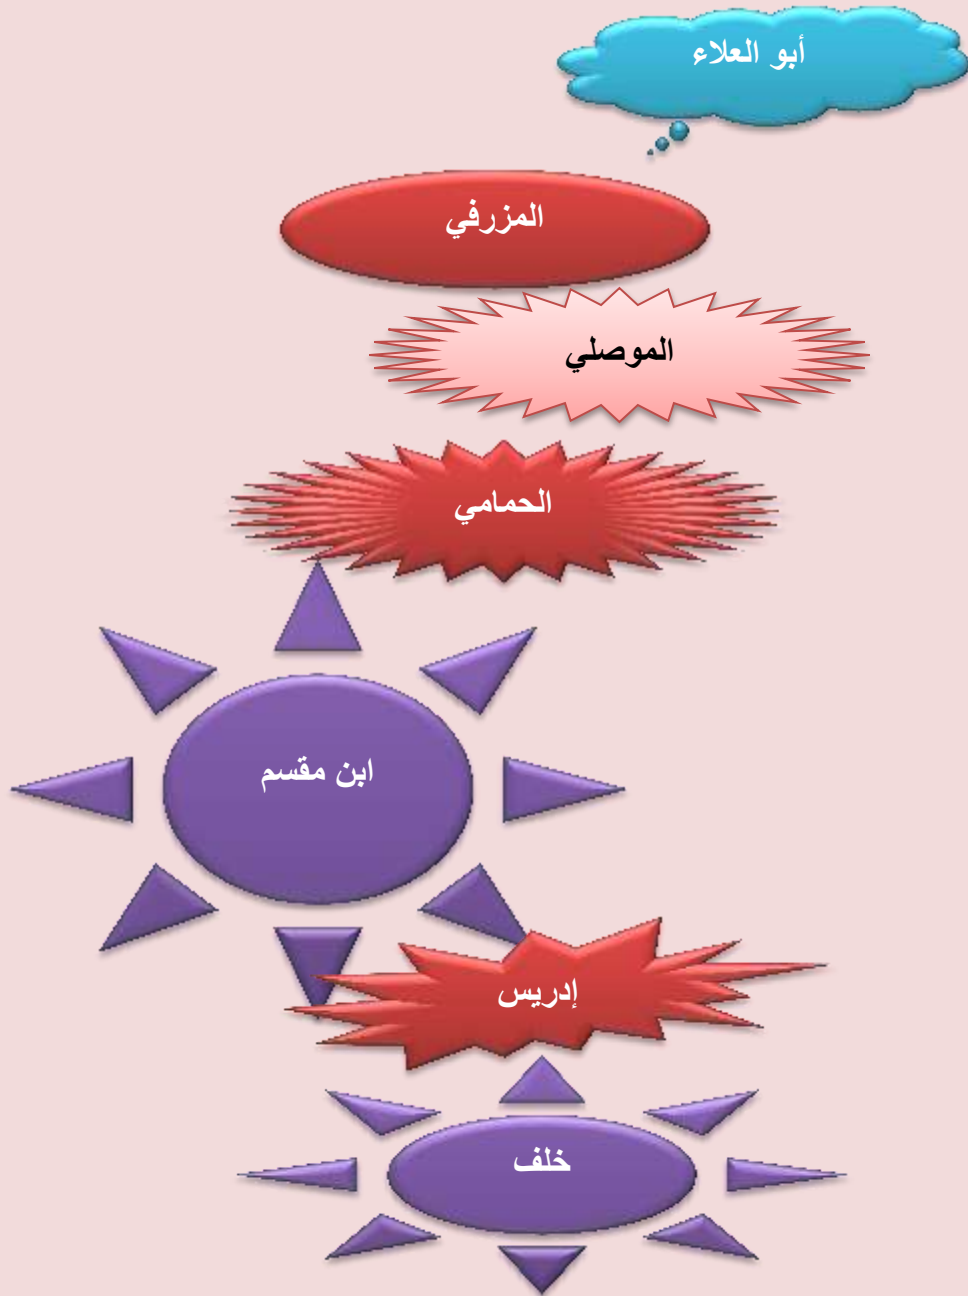 أبو العلاء
المزرفي
الموصلي
الحمامي
ابن مقسم
إدريس
خلف